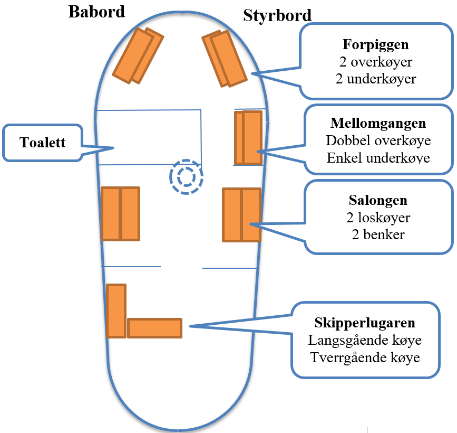 Babord
Styrbord
Forpiggen
2 overkøyer
2 underkøyer
Mellomgangen
Dobbel overkøye
Enkel underkøye
Toalett
Salongen
2 loskøyer
2 benker
Skipperlugaren
Langsgående køye
Tverrgående køye